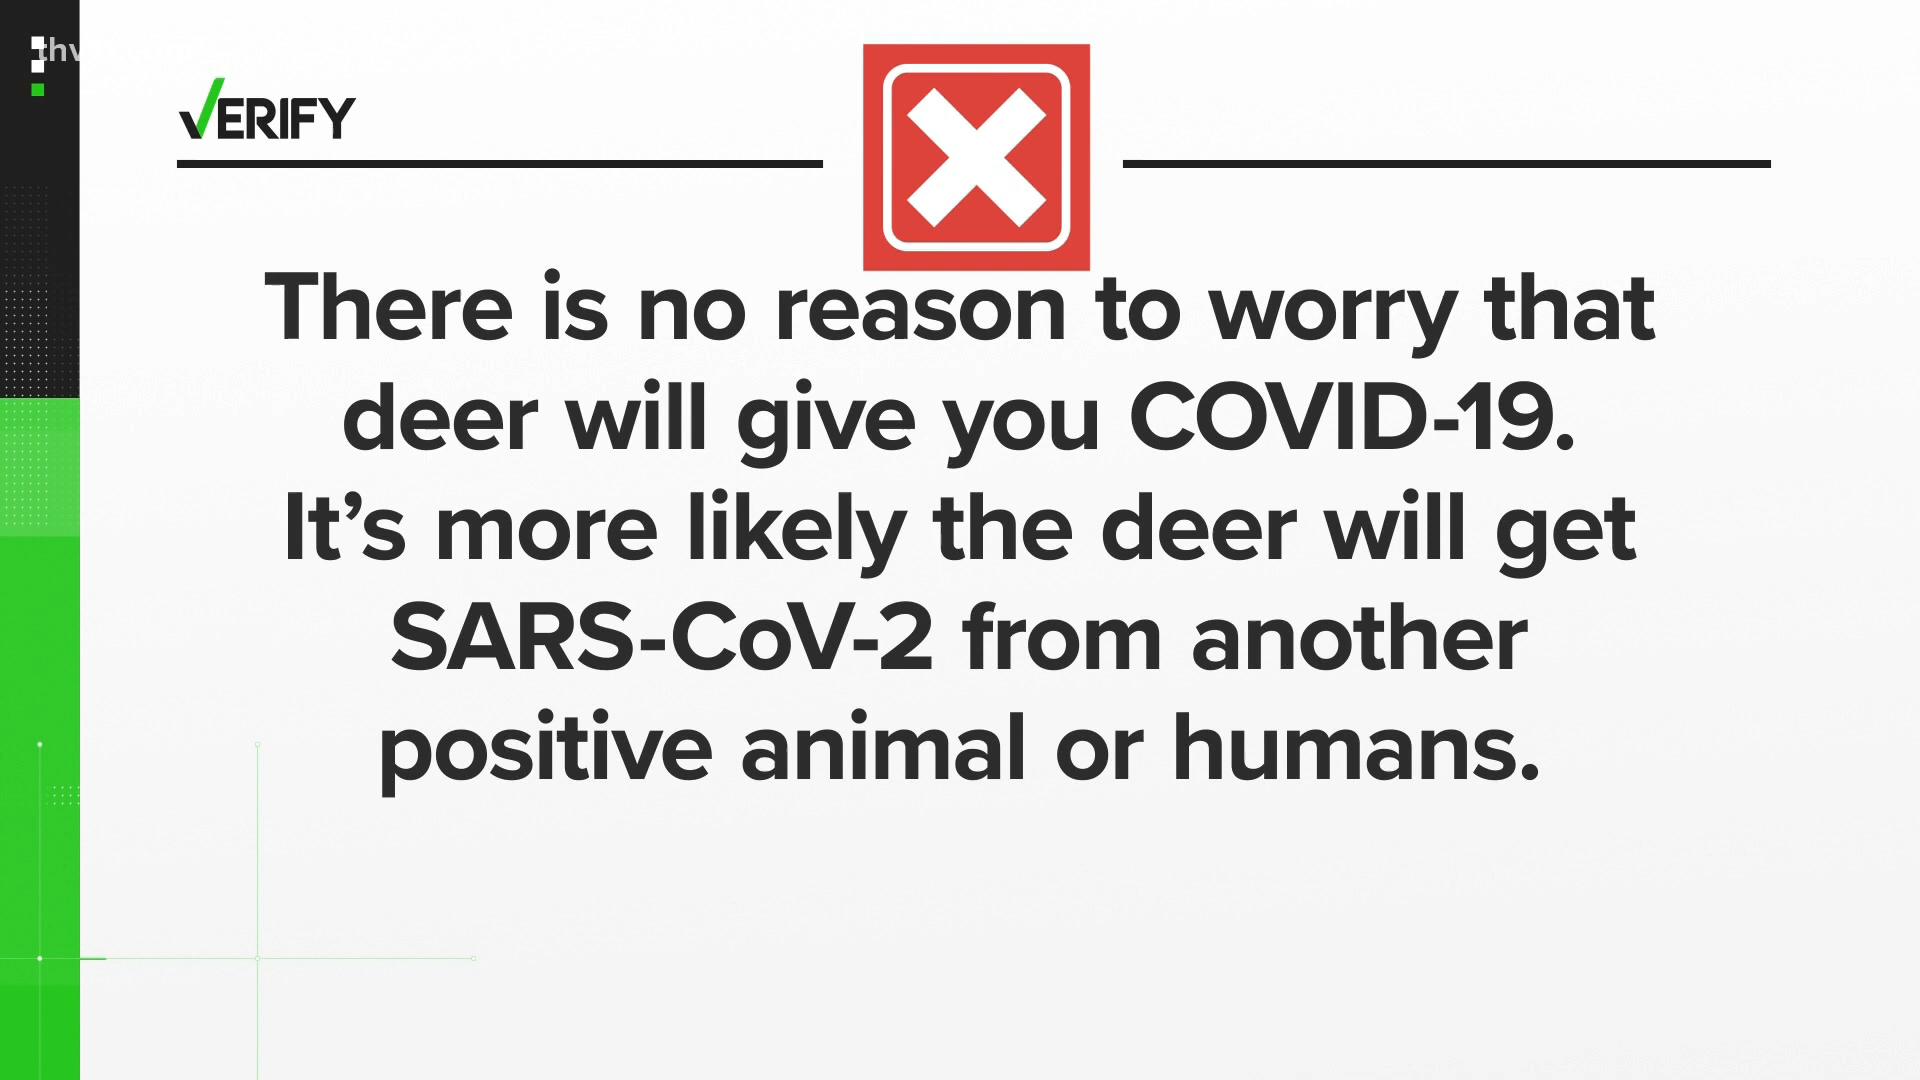 VERIFY
There is no reason to worry that
deer will give you COVID-19.
It’s more likely the deer will get
SARS-CoV-2 from another
positive animal or humans.